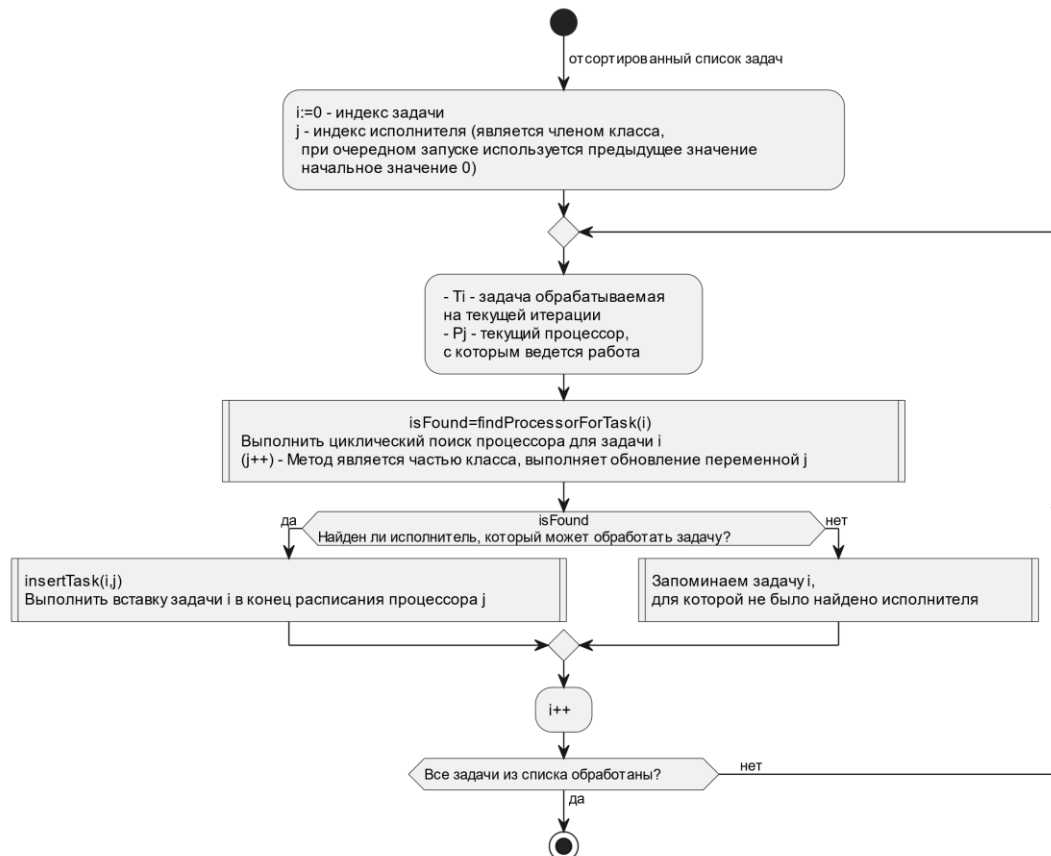 отсортированный список задач
i:=0 - индекс задачи
j - индекс исполнителя (является членом класса,
при очередном запуске используется предыдущее значение
начальное значение 0)
- Ti - задача обрабатываемая
на текущей итерации
- Pj - текущий процессор,
с которым ведется работа
isFound=findProcessorForTask(i)
Выполнить циклический поиск процессора для задачи i
(j++) - Метод является частью класса, выполняет обновление переменной j
да
isFound
нет
Найден ли исполнитель, который может обработать задачу?
insertTask(i,j)
Выполнить вставку задачи i в конец расписания процессора j
Запоминаем задачу i,
для которой не было найдено исполнителя
i++
Все задачи из списка обработаны?
нет
да